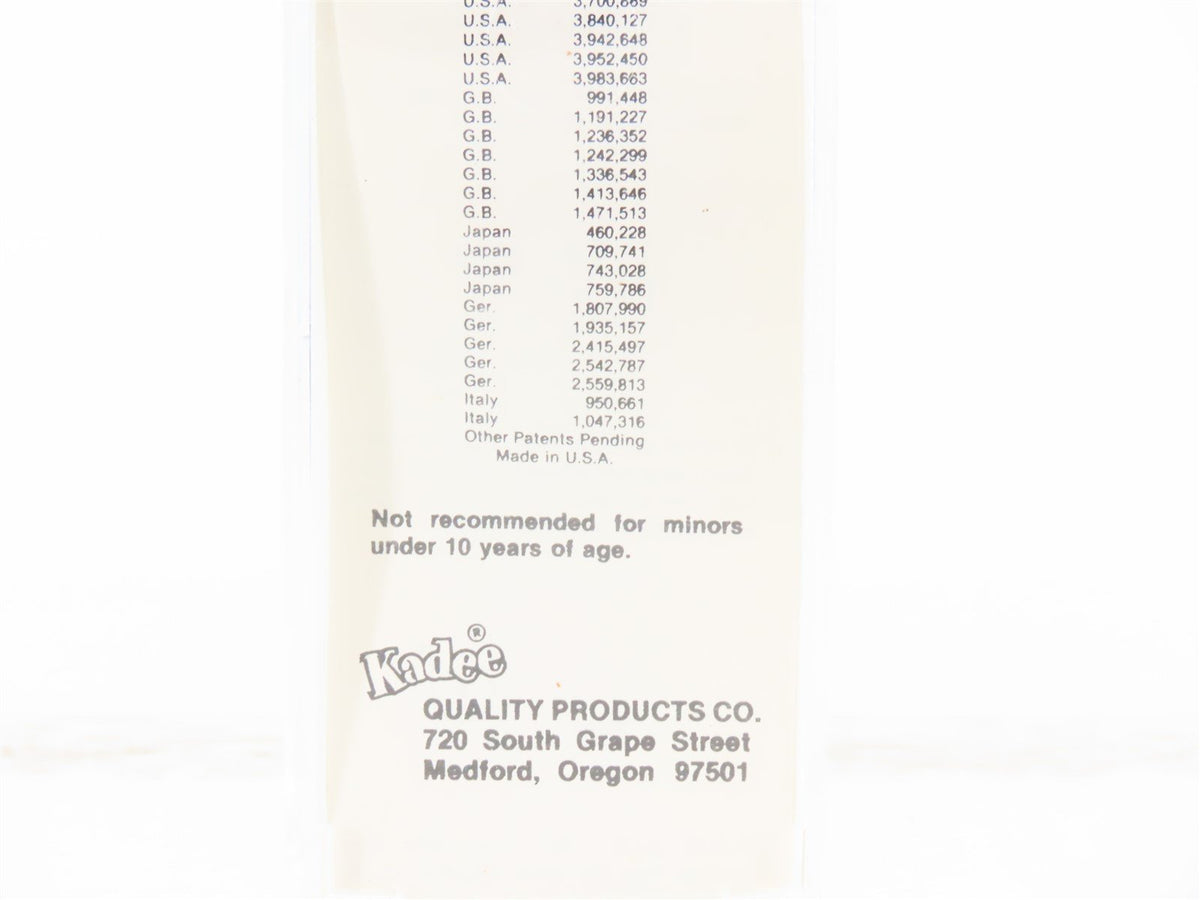 U.S.A. 3,700,869
U.S.A. 3,840,127
U.S.A. 3,942,648
U.S.A. 3,952,450
U.S.A. 3,983,663
G.B. 991,448
G.B. 1,191,227
G.B. 1,236,352
G.B. 1,242,299
G.B. 1,336,543
G.B. 1,413,646
G.B. 1,471,513
Japan 460,228
Japan 709,741
Japan 743,028
Japan 759,786
Ger. 1,807,990
Ger. 1,935,157
Ger. 2,415,497
Ger. 2,542,787
Ger. 2,559,813
Italy 950,661
Italy 1,047,316
Other Patents Pending
Made in U.S.A.
Not recommended for minors
under 10 years of age.
Kadee®
QUALITY PRODUCTS CO.
720 South Grape Street
Medford, Oregon 97501